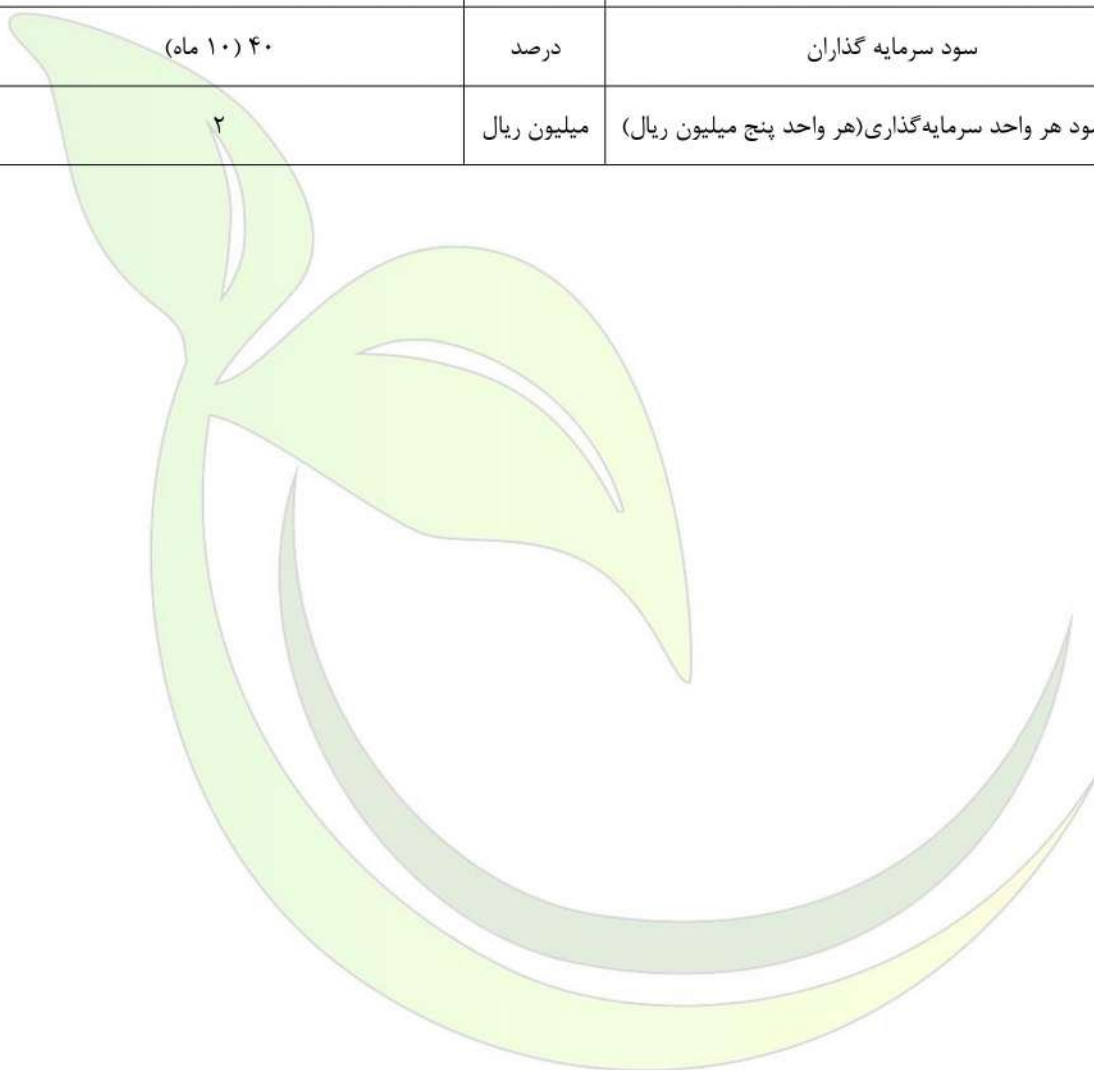 سود سرمایه گذاران درصد ۴۰ (۱۰ ماه)
هر واحد سرمایه‌گذاری(هر واحد پنج میلیون ریال) میلیون ریال ۲